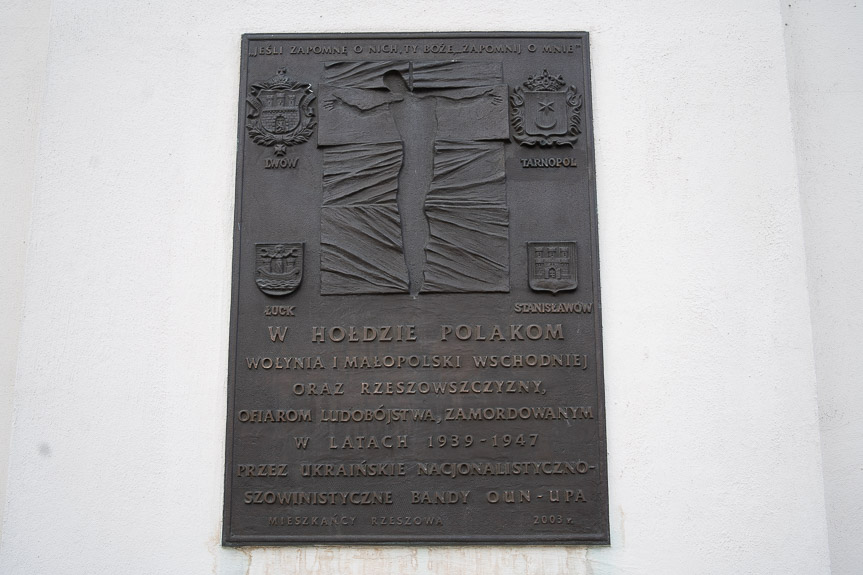 "JEŚLI ZAPOMNĘ O NICH, TY BOŻE ZAPOMNIJ O MNIE"
LWÓW
TARNOPOL
ŁUCK
STANISŁAWÓW
W HOŁDZIE POLAKOM
WOŁYNIA I MAŁOPOLSKI WSCHODNIEJ
ORAZ RZESZOWSZCZYZNY,
OFIAROM LUDOBÓJSTWA, ZAMORDOWANYM
W LATACH 1939-1947
PRZEZ UKRAIŃSKIE NACJONALISTYCZNO-
SZOWINISTYCZNE BANDY OUN-UPA
MIESZKAŃCY RZESZOWA 2003 r.